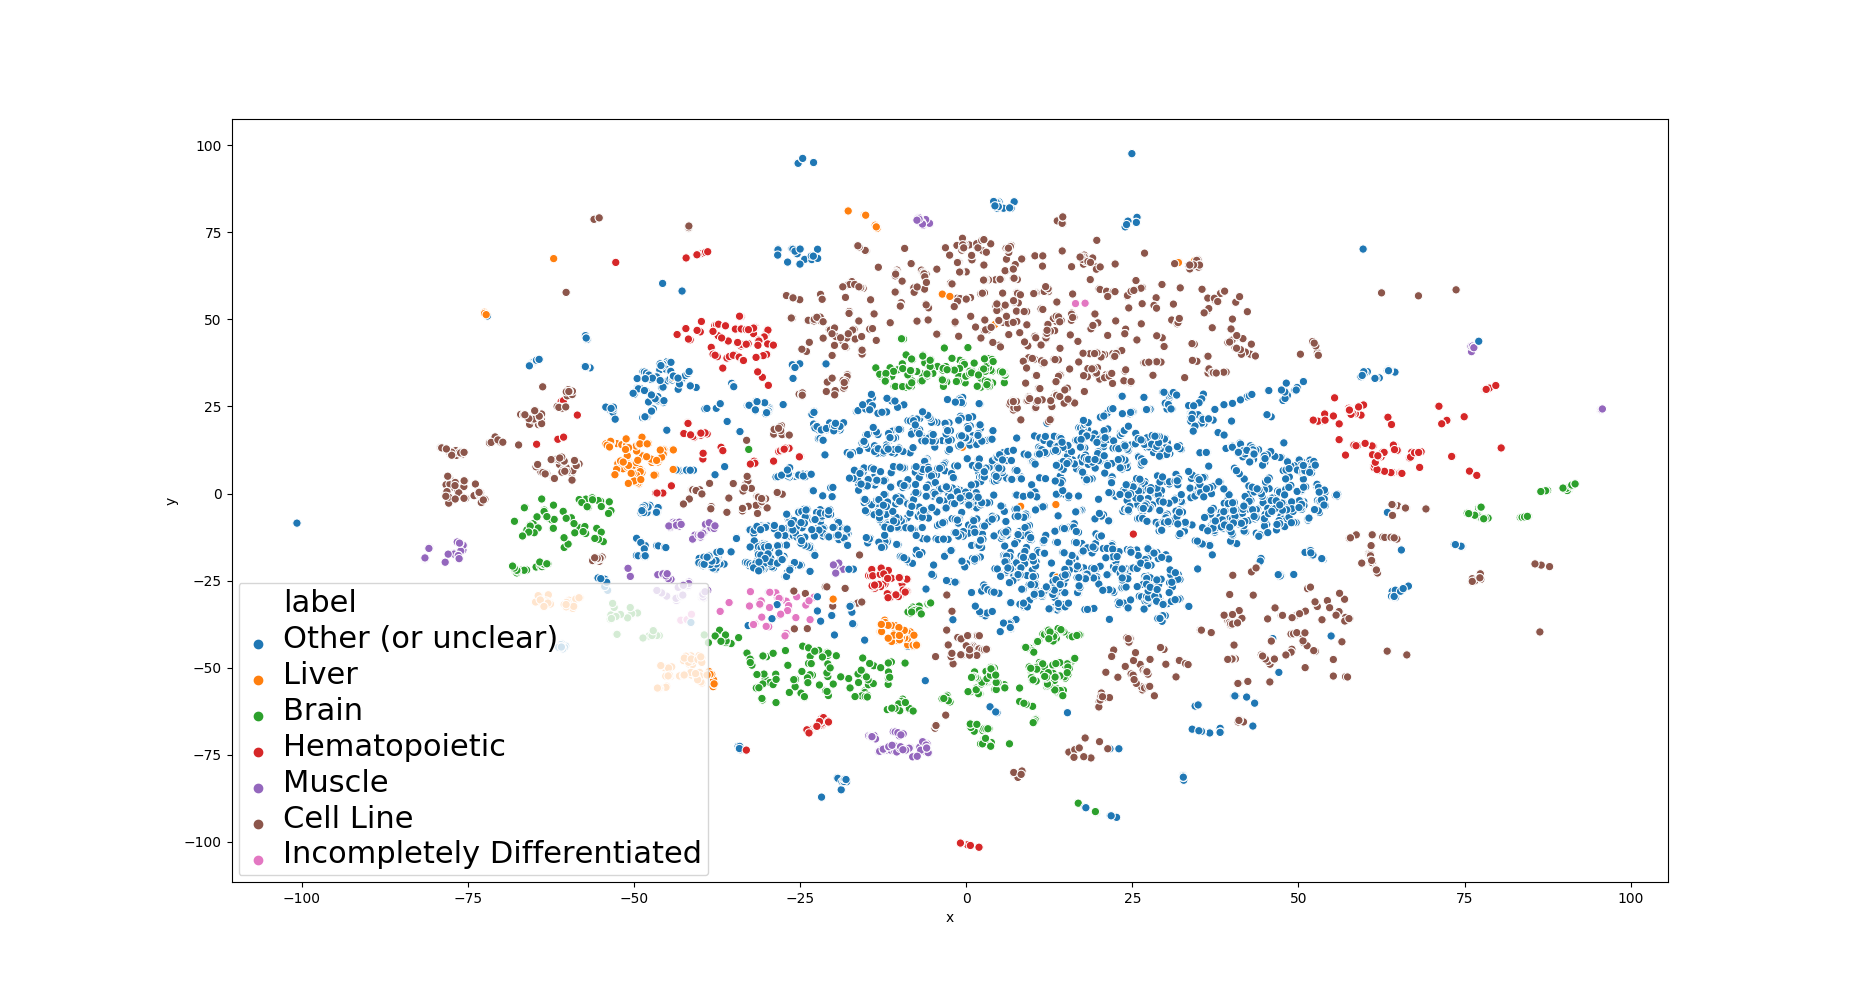 100
75
50
25
0
−25
−50
−75
−100
y
label
Other (or unclear)
Liver
Brain
Hematopoietic
Muscle
Cell Line
Incompletely Differentiated
−100 −75 −50 −25 0 25 50 75 100
x